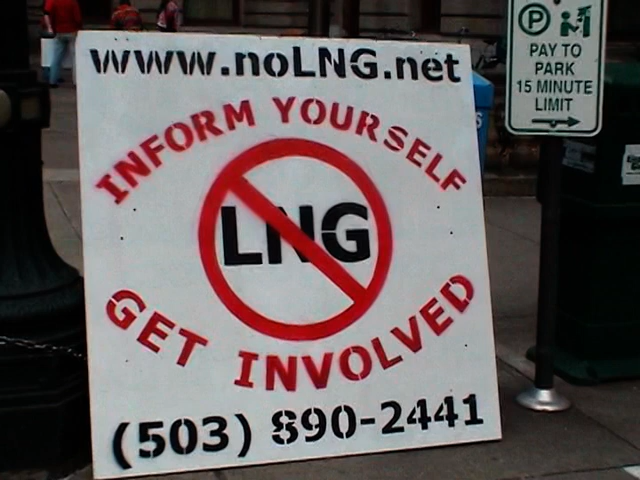 www.noLNG.net
INFORM YOURSELF
LNG
GET INVOLVED
(503) 890-2441
P
PAY TO
PARK
15 MINUTE
LIMIT